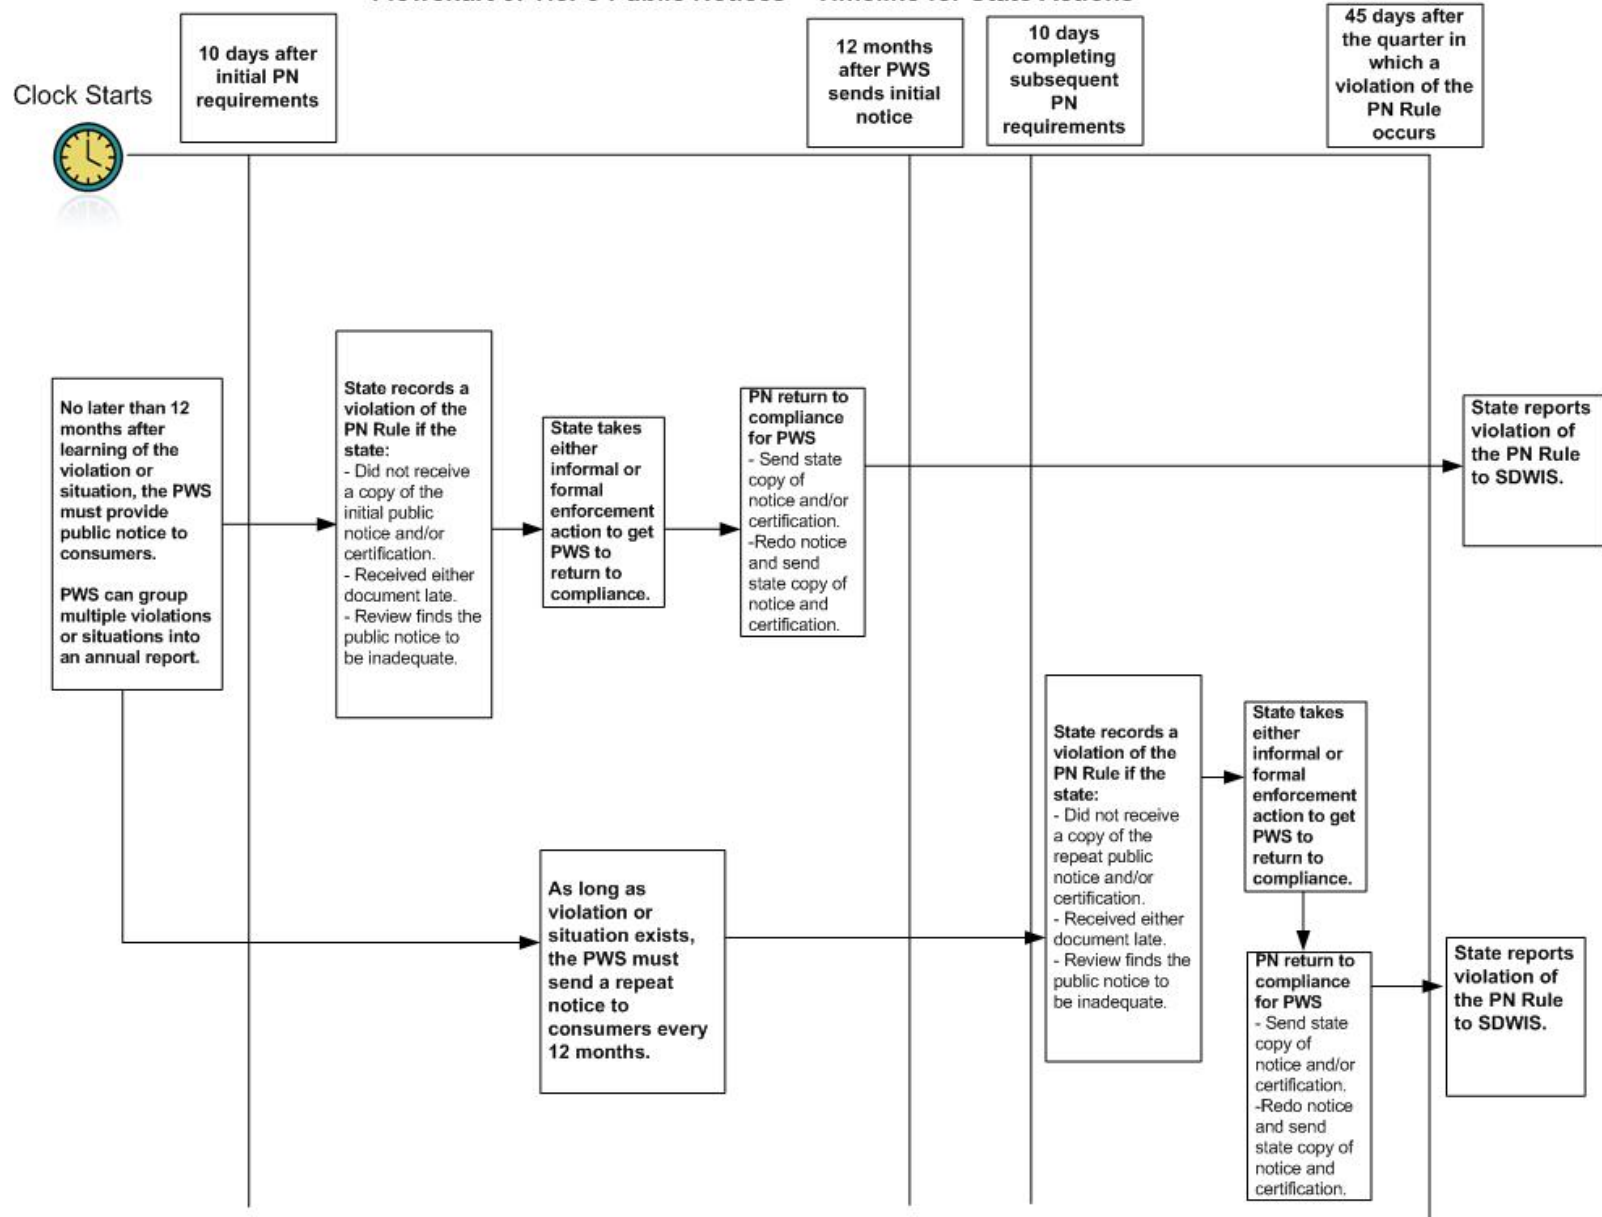 Clock Starts
10 days after
initial PN
requirements
12 months
after PWS
sends initial
notice
10 days
completing
subsequent
PN
requirements
45 days after
the quarter in
which a
violation of the
PN Rule
occurs
No later than 12
months after
learning of the
violation or
situation, the PWS
must provide
public notice to
consumers.
PWS can group
multiple violations
or situations into
an annual report.
State records a
violation of the
PN Rule if the
state:
- Did not receive
a copy of the
initial public
notice and/or
certification.
- Received either
document late.
- Review finds the
public notice to
be inadequate.
State takes
either
informal or
formal
enforcement
action to get
PWS to
return to
compliance.
PN return to
compliance
for PWS
- Send state
copy of
notice and/or
certification.
-Redo notice
and send
state copy of
notice and
certification.
State reports
violation of
the PN Rule
to SDWIS.
As long as
violation or
situation exists,
the PWS must
send a repeat
notice to
consumers every
12 months.
State records a
violation of the
PN Rule if the
state:
- Did not receive
a copy of the
repeat public
notice and/or
certification.
- Received either
document late.
- Review finds the
public notice to
be inadequate.
State takes
either
informal or
formal
enforcement
action to get
PWS to
return to
compliance.
PN return to
compliance
for PWS
- Send state
copy of
notice and/or
certification.
-Redo notice
and send
state copy of
notice and
certification.
State reports
violation of
the PN Rule
to SDWIS.